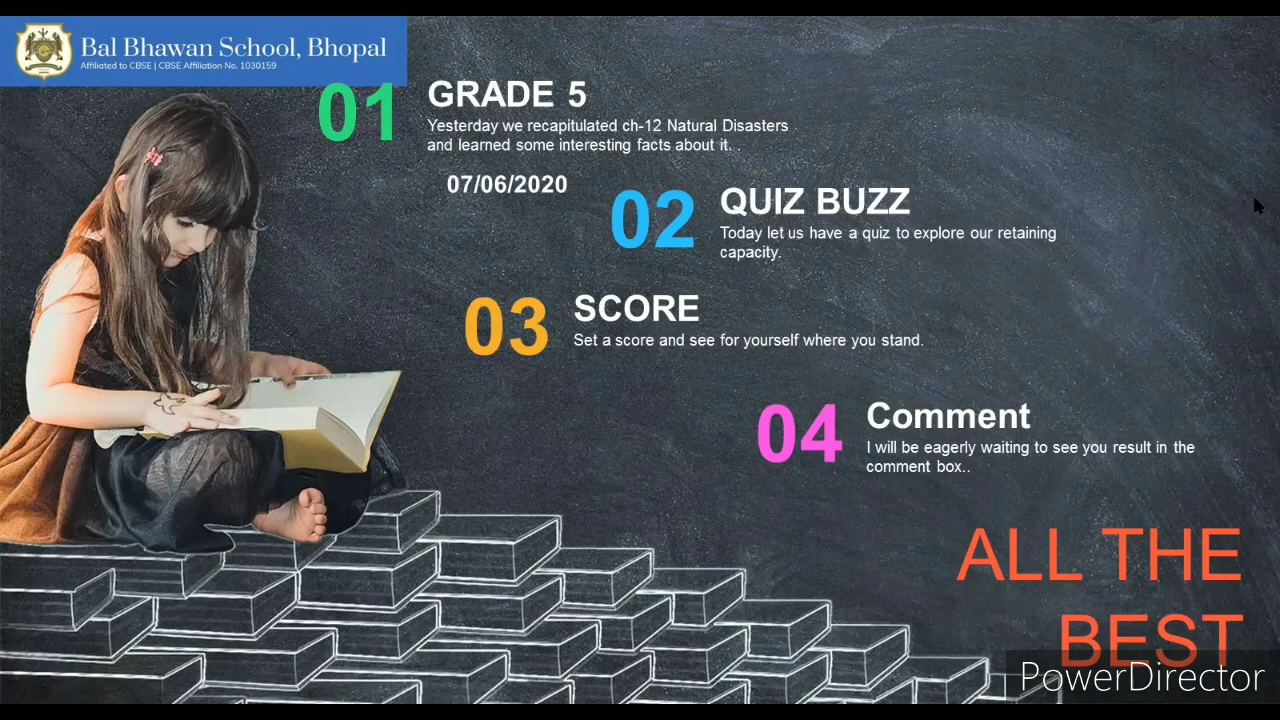 Bal Bhawan School, Bhopal
Affiliated to CBSE | CBSE Affiliation No. 1030159
01
GRADE 5
Yesterday we recapitulated ch-12 Natural Disasters
and learned some interesting facts about it. .
07/06/2020
02
QUIZ BUZZ
Today let us have a quiz to explore our retaining
capacity.
03
SCORE
Set a score and see for yourself where you stand.
04
Comment
I will be eagerly waiting to see you result in the
comment box..
ALL THE
BEST
PowerDirector